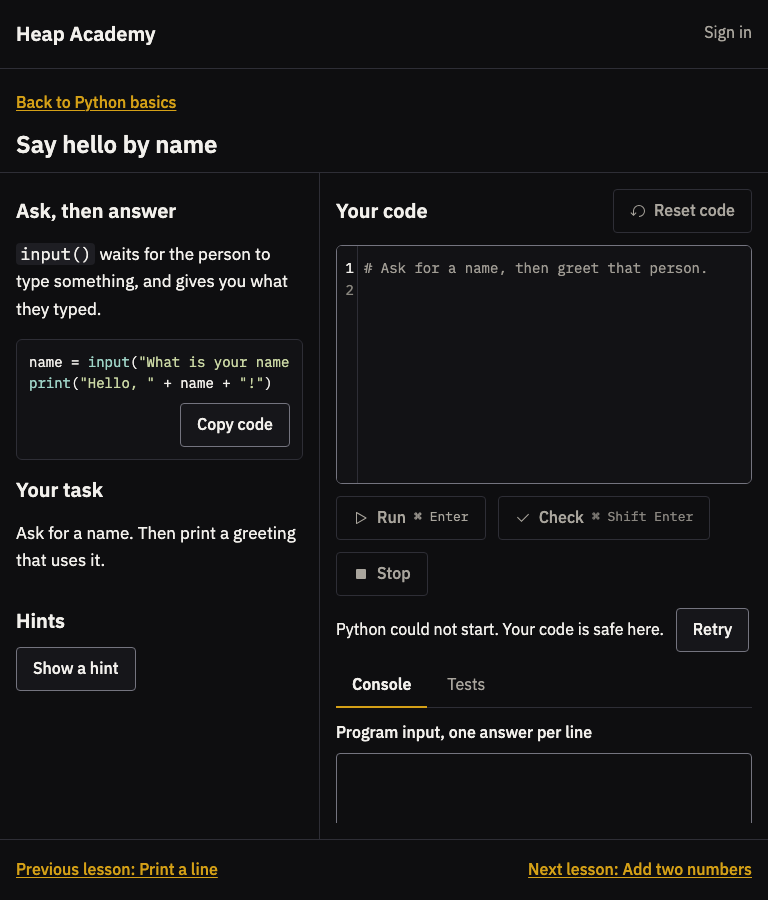 Heap Academy
Sign in
Back to Python basics
Say hello by name
Ask, then answer
input() waits for the person to
type something, and gives you what
they typed.
name = input("What is your name
print("Hello, " + name + "!")
Copy code
Your task
Ask for a name. Then print a greeting
that uses it.
Hints
Show a hint
Your code
Reset code
1 # Ask for a name, then greet that person.
2
Run ⌘ Enter
Check ⌘ Shift Enter
Stop
Python could not start. Your code is safe here.
Retry
Console
Tests
Program input, one answer per line
Previous lesson: Print a line
Next lesson: Add two numbers